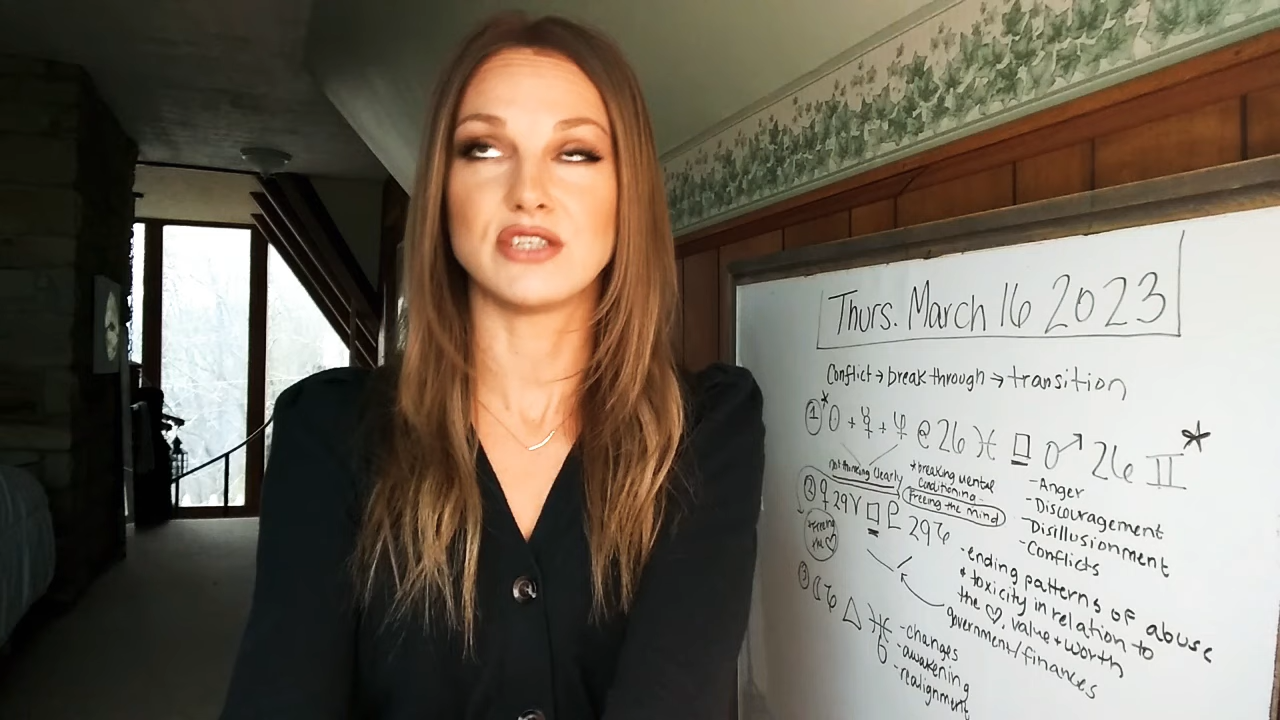 Thurs. March 16 2023
Conflict → break through → transition
① *☉ + ☿ + ♆ @ 26 ♓ □ ♂ 26 ♊ *
not thinking clearly
*breaking mental
conditioning -
Freeing the mind
- Anger
- Discouragement
- Disillusionment
- Conflicts
② ♀ 29♈ □ ♇ 29♑
*Freeing
the ♡
- ending patterns of abuse
+ toxicity in relation to
the ♡, value + worth
government/finances
③ ☾♑ △ ♅
- changes
- awakening
- realignment